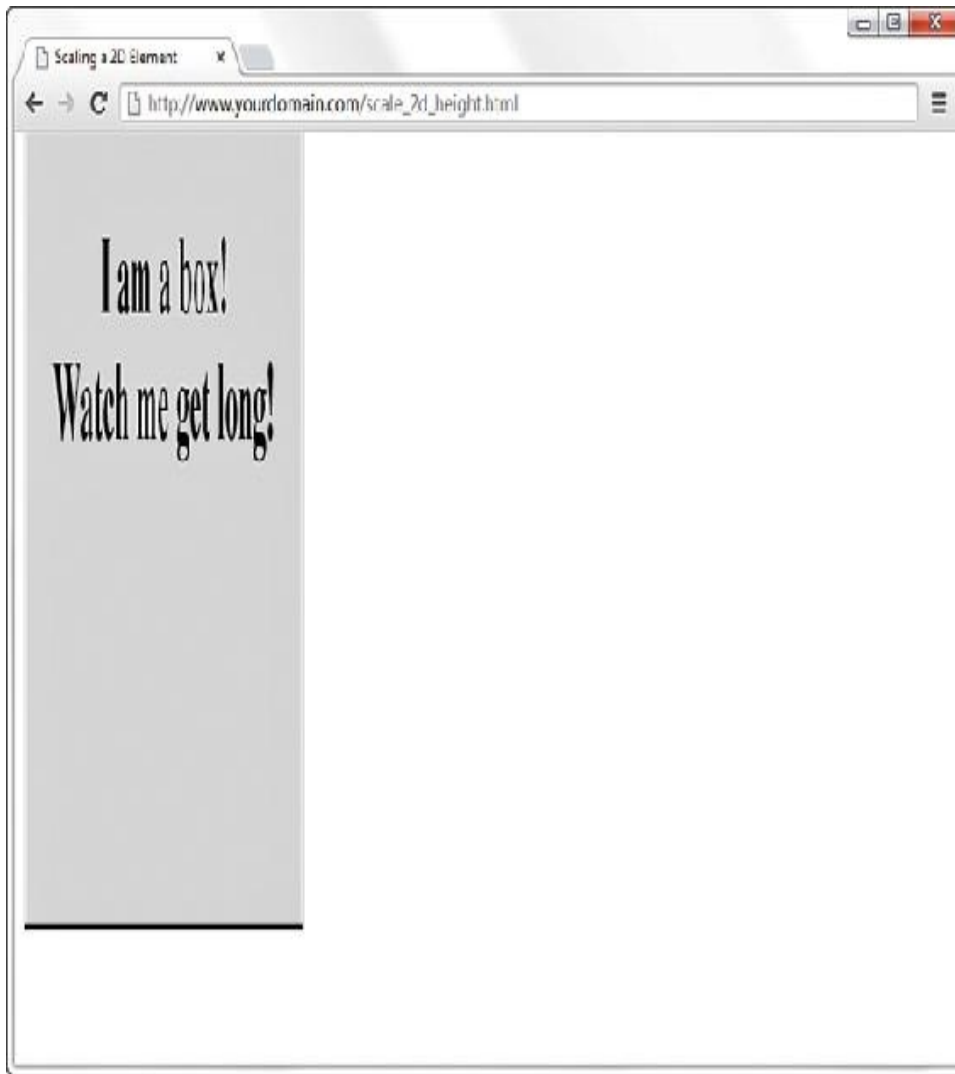 Scaling a 2D Element
http://www.yourdomain.com/scale_2d_height.html
I am a box!
Watch me get long!